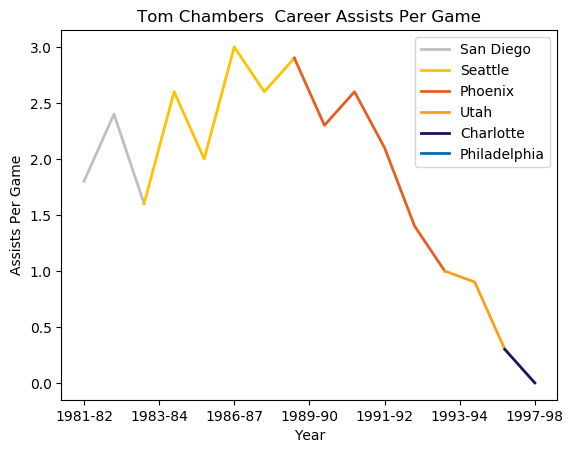 Tom Chambers  Career Assists Per Game
San Diego
Seattle
Phoenix
Utah
Charlotte
Philadelphia
Assists Per Game
3.0
2.5
2.0
1.5
1.0
0.5
0.0
1981-82 1983-84 1986-87 1989-90 1991-92 1993-94 1997-98
Year